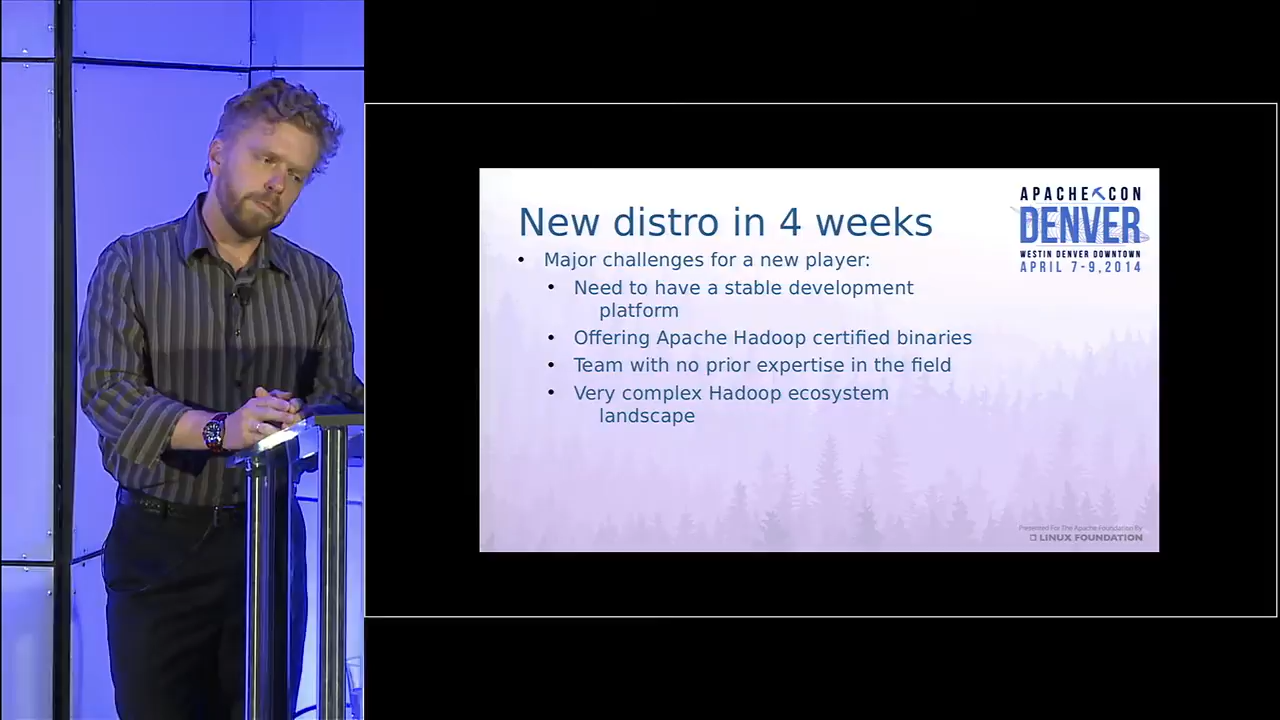 New distro in 4 weeks
Major challenges for a new player:
Need to have a stable development
platform
Offering Apache Hadoop certified binaries
Team with no prior expertise in the field
Very complex Hadoop ecosystem
landscape
APACHE CON
DENVER
WESTIN DENVER DOWNTOWN
APRIL 7-9, 2014
Presented For The Apache Foundation By
LINUX FOUNDATION